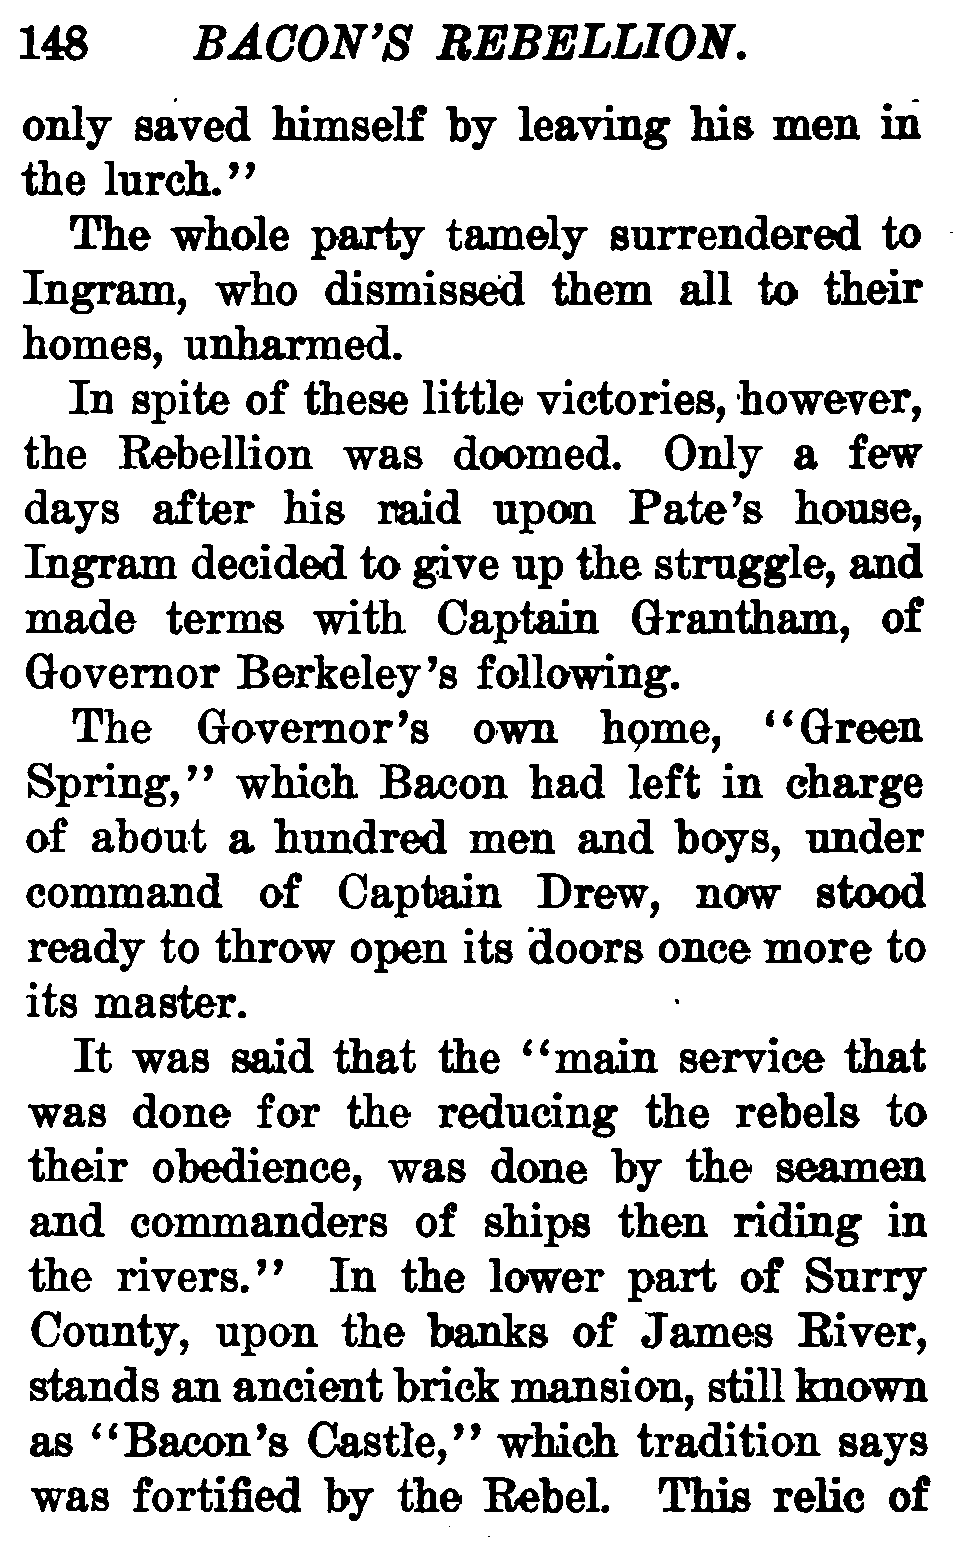 148 BACON'S REBELLION.
only saved himself by leaving his men in
the lurch."
The whole party tamely surrendered to
Ingram, who dismissed them all to their
homes, unharmed.
In spite of these little victories, however,
the Rebellion was doomed. Only a few
days after his raid upon Pate's house,
Ingram decided to give up the struggle, and
made terms with Captain Grantham, of
Governor Berkeley's following.
The Governor's own home, "Green
Spring," which Bacon had left in charge
of about a hundred men and boys, under
command of Captain Drew, now stood
ready to throw open its doors once more to
its master.
It was said that the "main service that
was done for the reducing the rebels to
their obedience, was done by the seamen
and commanders of ships then riding in
the rivers." In the lower part of Surry
County, upon the banks of James River,
stands an ancient brick mansion, still known
as "Bacon's Castle," which tradition says
was fortified by the Rebel. This relic of